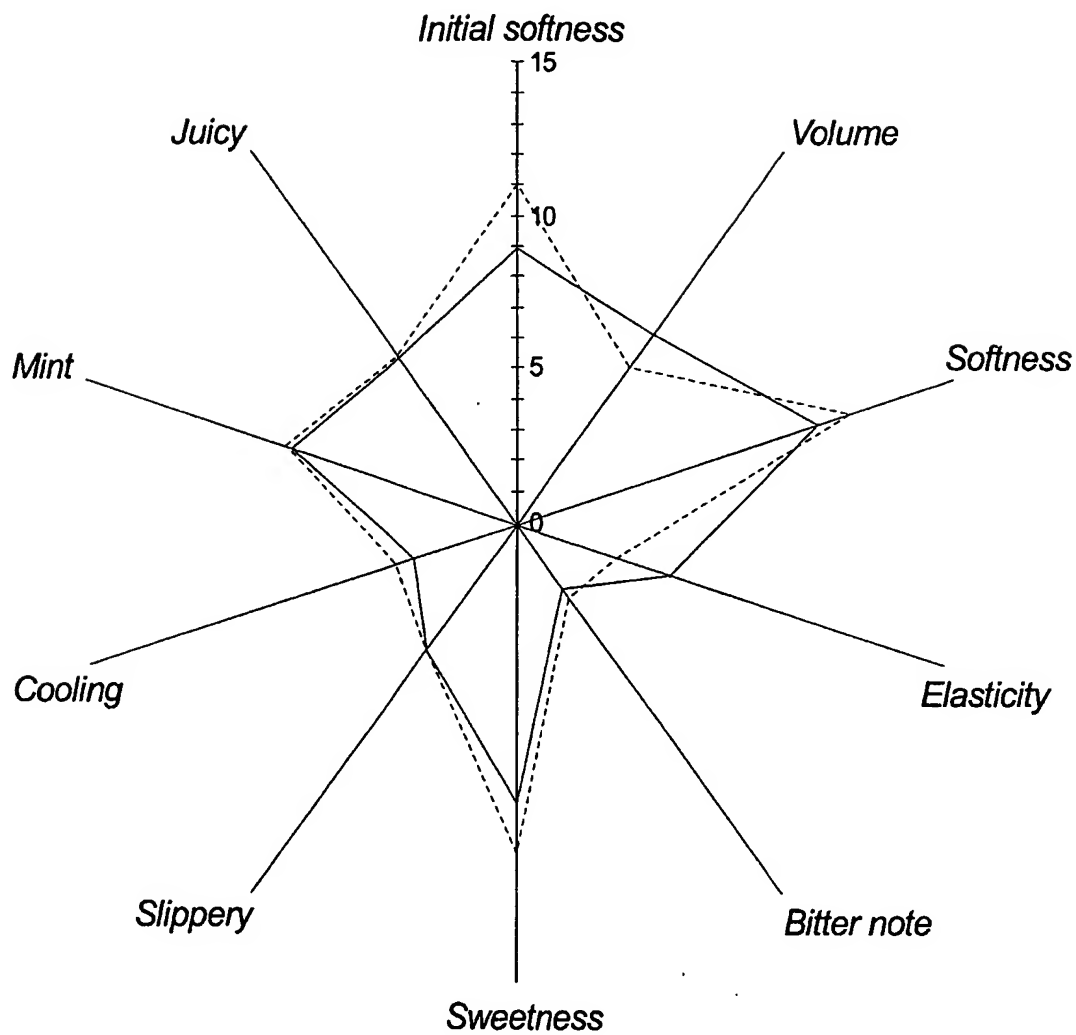 Initial softness
15
Juicy
Volume
10
Mint
5
Softness
0
Cooling
Elasticity
Slippery
Bitter note
Sweetness